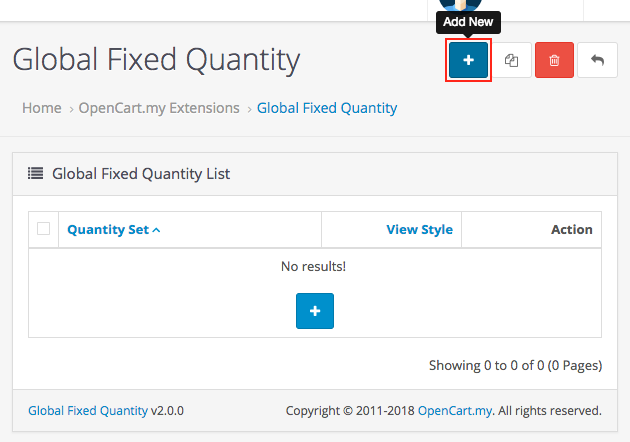 Add New
Global Fixed Quantity
Home › OpenCart.my Extensions › Global Fixed Quantity
Global Fixed Quantity List
Quantity Set View Style Action
No results!
Showing 0 to 0 of 0 (0 Pages)
Global Fixed Quantity v2.0.0 Copyright © 2011-2018 OpenCart.my. All rights reserved.